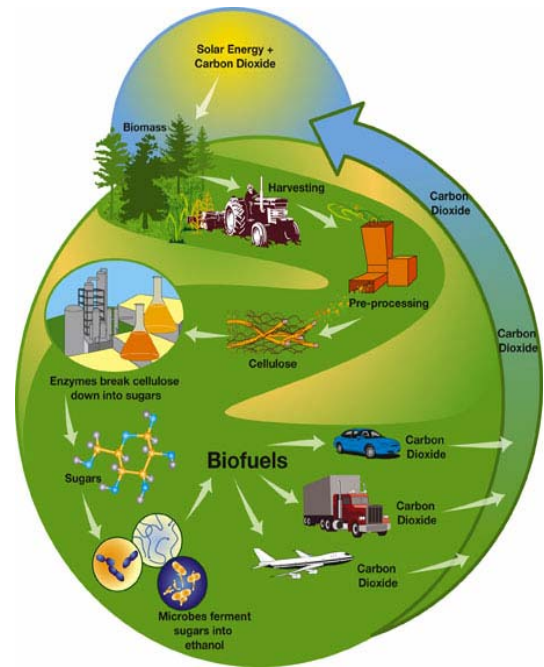 Solar Energy +
Carbon Dioxide
Biomass
Harvesting
Carbon
Dioxide
Pre-processing
Carbon
Dioxide
Cellulose
Enzymes break cellulose
down into sugars
Sugars
Biofuels
Carbon
Dioxide
Carbon
Dioxide
Carbon
Dioxide
Microbes ferment
sugars into
ethanol